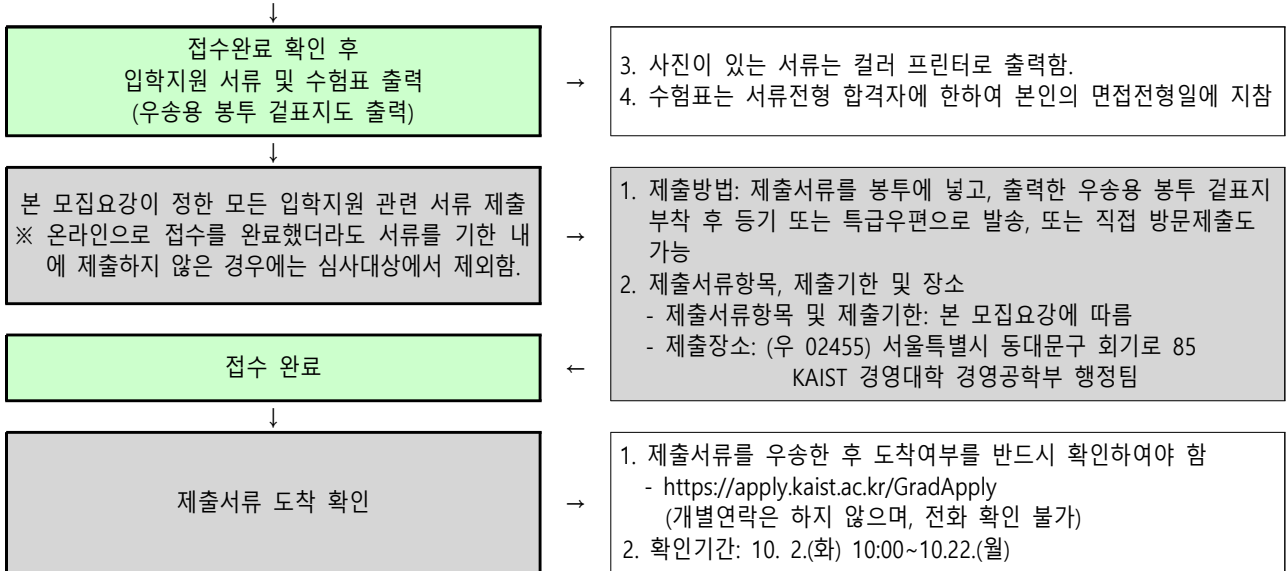 ↓
접수완료 확인 후
입학지원 서류 및 수험표 출력
(우송용 봉투 겉표지도 출력)
→
3. 사진이 있는 서류는 컬러 프린터로 출력함.
4. 수험표는 서류전형 합격자에 한하여 본인의 면접전형일에 지참
↓
본 모집요강이 정한 모든 입학지원 관련 서류 제출
※ 온라인으로 접수를 완료했더라도 서류를 기한 내
에 제출하지 않은 경우에는 심사대상에서 제외함.
→
1. 제출방법: 제출서류를 봉투에 넣고, 출력한 우송용 봉투 겉표지
부착 후 등기 또는 특급우편으로 발송, 또는 직접 방문제출도
가능
2. 제출서류항목, 제출기한 및 장소
- 제출서류항목 및 제출기한: 본 모집요강에 따름
- 제출장소: (우 02455) 서울특별시 동대문구 회기로 85
KAIST 경영대학 경영공학부 행정팀
접수 완료
←
↓
제출서류 도착 확인
→
1. 제출서류를 우송한 후 도착여부를 반드시 확인하여야 함
- https://apply.kaist.ac.kr/GradApply
(개별연락은 하지 않으며, 전화 확인 불가)
2. 확인기간: 10. 2.(화) 10:00~10.22.(월)